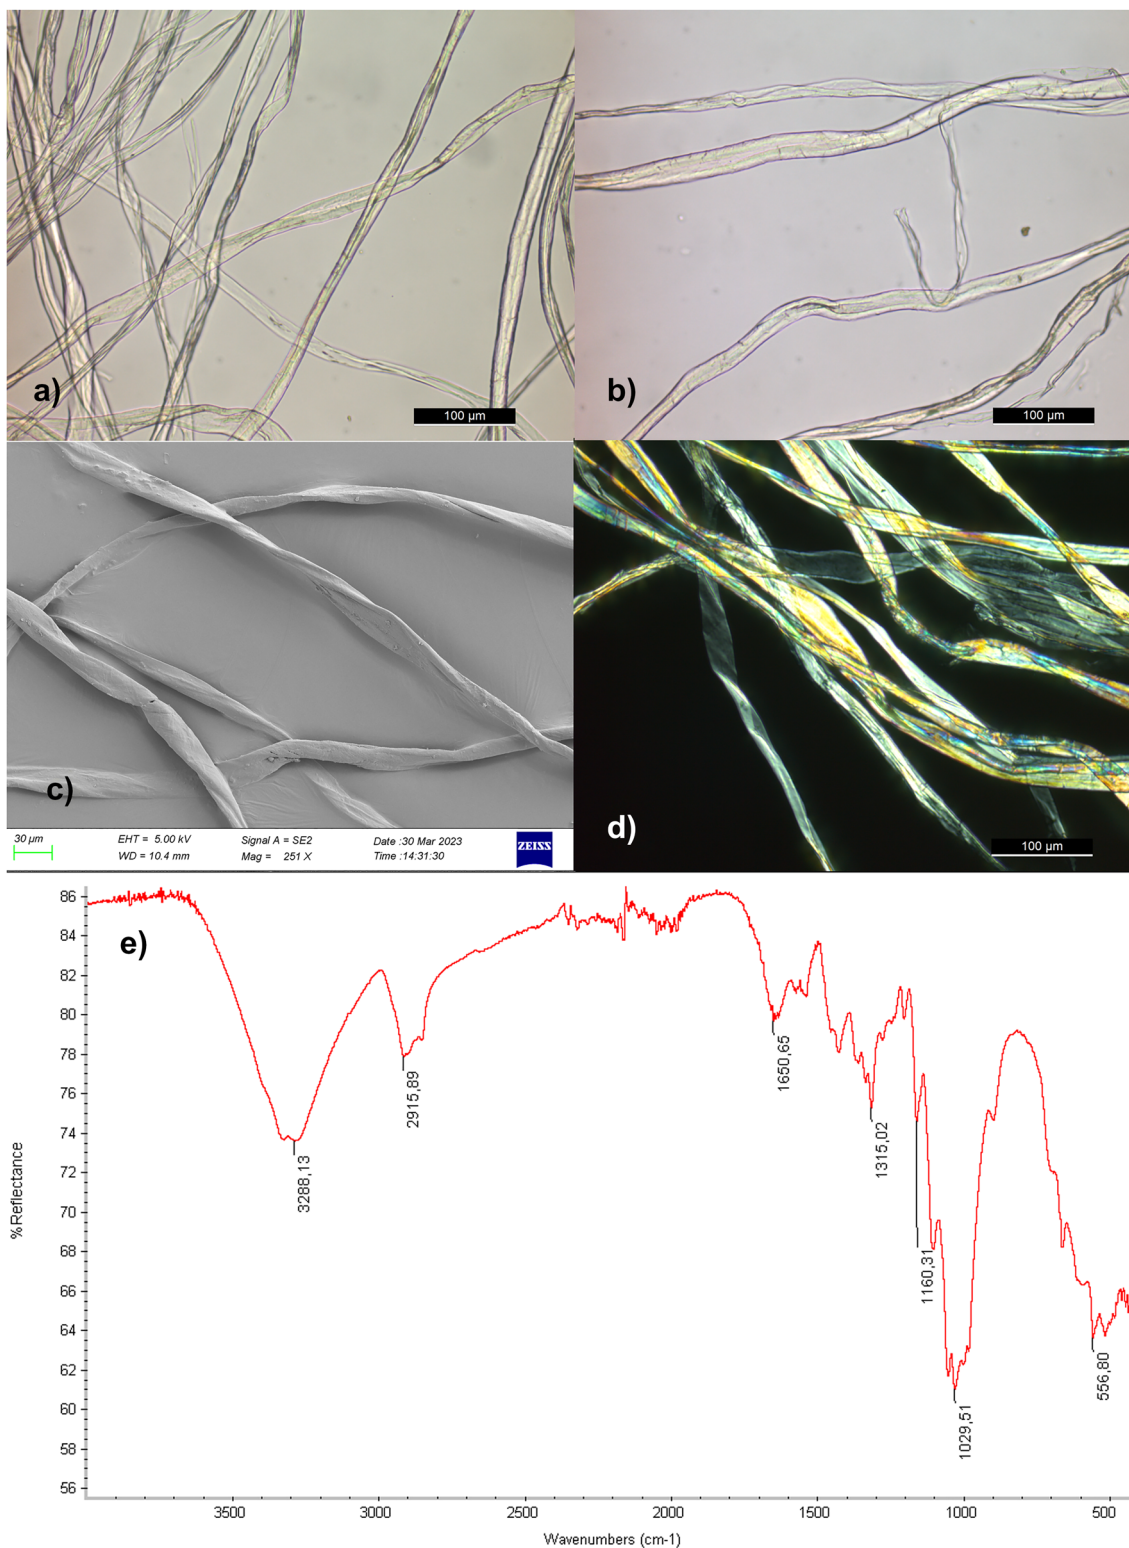 a)
100 µm
b)
100 µm
c)
30 µm
EHT = 5.00 kV
Signal A = SE2
Date :30 Mar 2023
WD = 10.4 mm
Mag = 251 X
Time :14:31:30
ZEISS
d)
100 µm
e)
86
84
82
80
78
76
74
72
70
68
66
64
62
60
58
56
%Reflectance
3288,13
2915,89
1650,65
1315,02
1160,31
1029,51
556,80
3500
3000
2500
2000
1500
1000
500
Wavenumbers (cm-1)